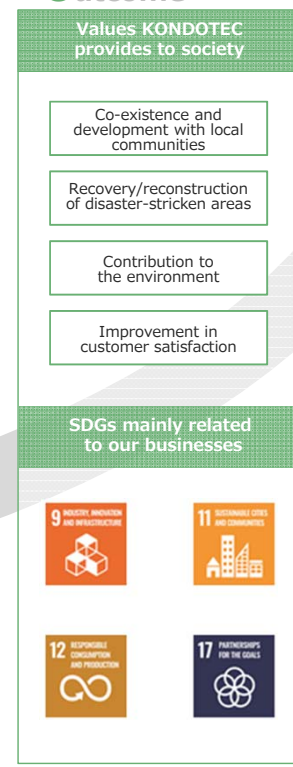 Outcome
Values KONDOTEC
provides to society
Co-existence and
development with local
communities
Recovery/reconstruction
of disaster-stricken areas
Contribution to
the environment
Improvement in
customer satisfaction
SDGs mainly related
to our businesses
9 INDUSTRY, INNOVATION
AND INFRASTRUCTURE
11 SUSTAINABLE CITIES
AND COMMUNITIES
12 RESPONSIBLE
CONSUMPTION
AND PRODUCTION
17 PARTNERSHIPS
FOR THE GOALS